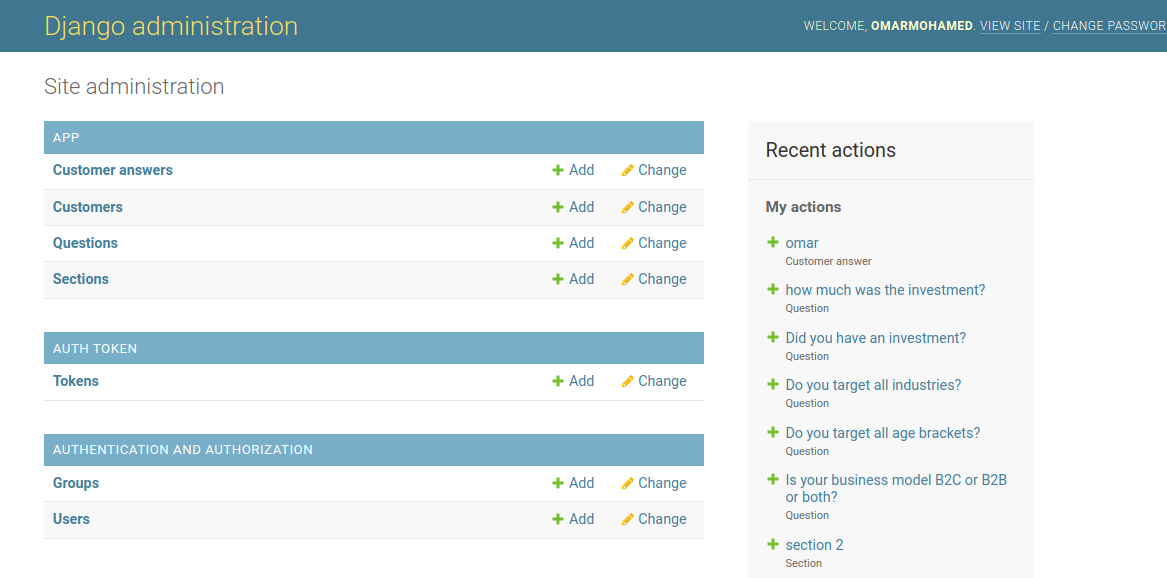 Django administration
WELCOME, OMARMOHAMED. VIEW SITE / CHANGE PASSWOR
Site administration
APP
Customer answers Add Change
Customers Add Change
Questions Add Change
Sections Add Change
AUTH TOKEN
Tokens Add Change
AUTHENTICATION AND AUTHORIZATION
Groups Add Change
Users Add Change
Recent actions
My actions
omar
Customer answer
how much was the investment?
Question
Did you have an investment?
Question
Do you target all industries?
Question
Do you target all age brackets?
Question
Is your business model B2C or B2B
or both?
Question
section 2
Section